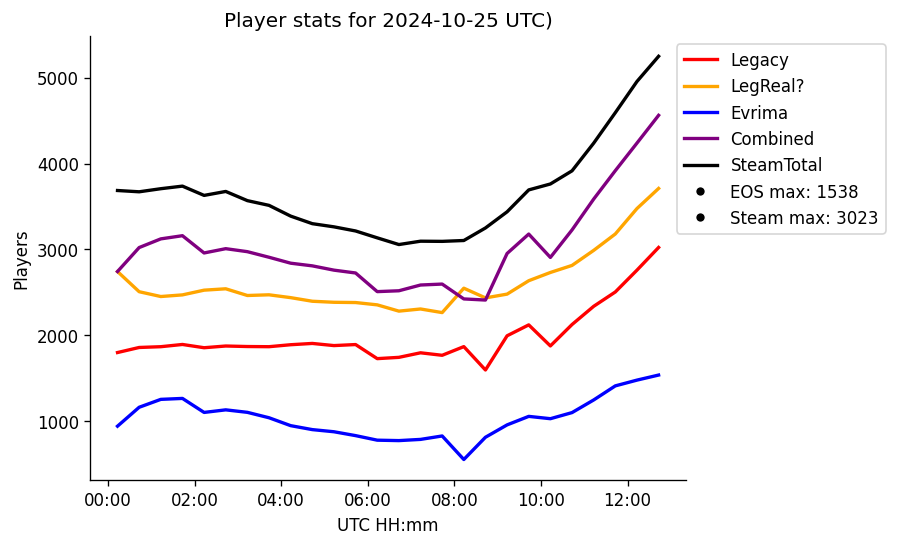 Player stats for 2024-10-25 UTC)
Players
5000
4000
3000
2000
1000
00:00 02:00 04:00 06:00 08:00 10:00 12:00
UTC HH:mm
Legacy
LegReal?
Evrima
Combined
SteamTotal
EOS max: 1538
Steam max: 3023